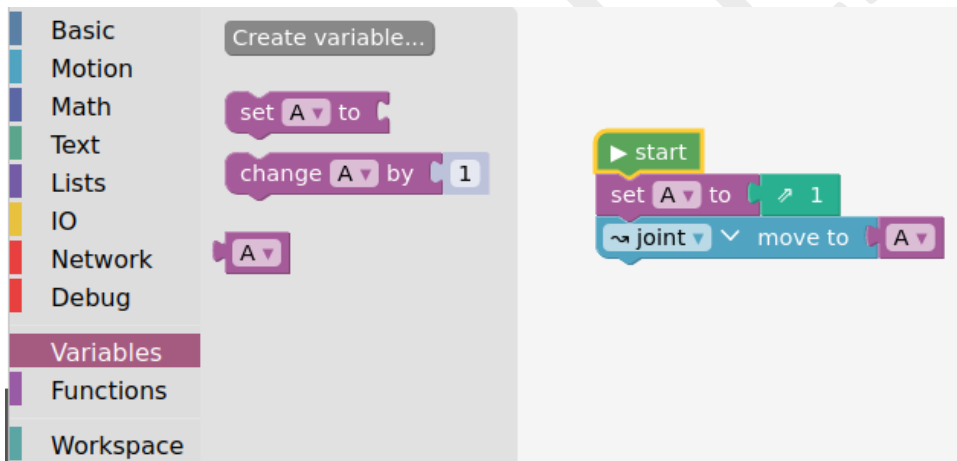 Basic
Motion
Math
Text
Lists
IO
Network
Debug
Variables
Functions
Workspace
Create variable...
set A to
change A by 1
A
start
set A to 1
joint move to A